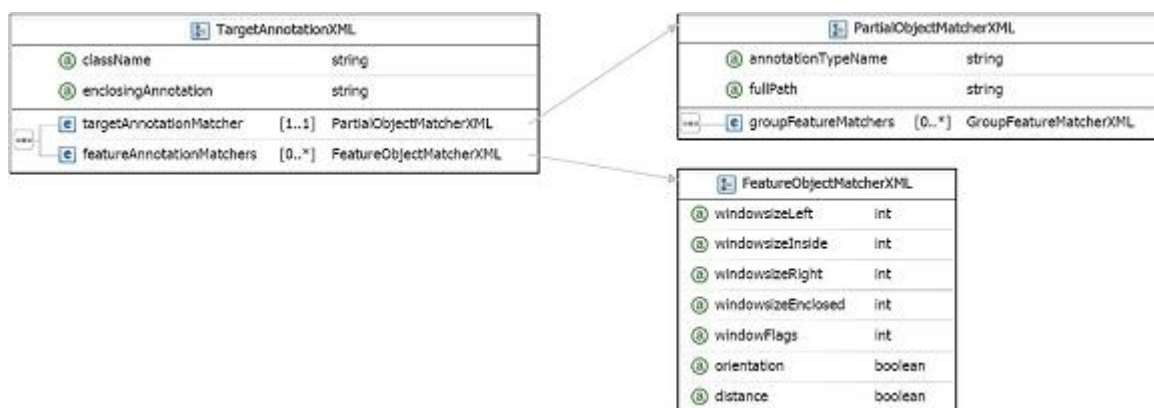 TargetAnnotationXML
className string
enclosingAnnotation string
targetAnnotationMatcher [1..1] PartialObjectMatcherXML
featureAnnotationMatchers [0..*] FeatureObjectMatcherXML
PartialObjectMatcherXML
annotationTypeName string
fullPath string
groupFeatureMatchers [0..*] GroupFeatureMatcherXML
FeatureObjectMatcherXML
windowsizeLeft int
windowsizeInside int
windowsizeRight int
windowsizeEnclosed int
windowFlags int
orientation boolean
distance boolean